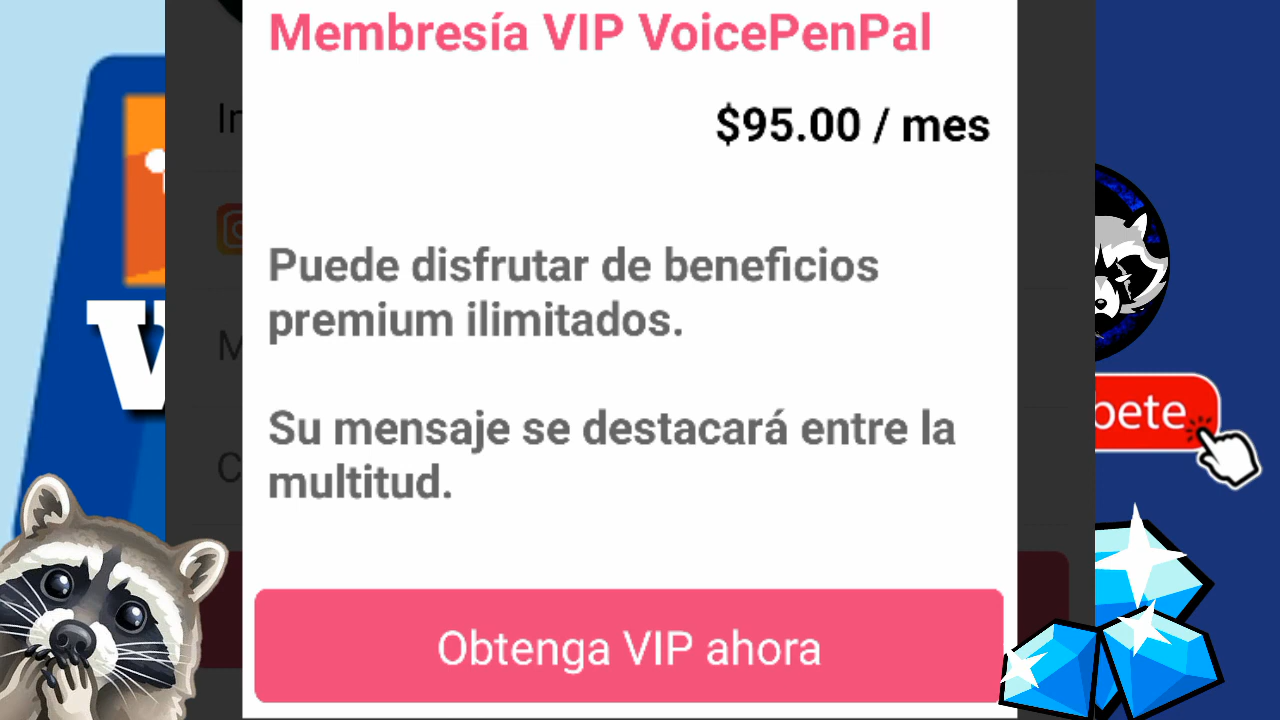 Membresía VIP VoicePenPal
$95.00 / mes
Puede disfrutar de beneficios
premium ilimitados.
Su mensaje se destacará entre la
multitud.
Obtenga VIP ahora